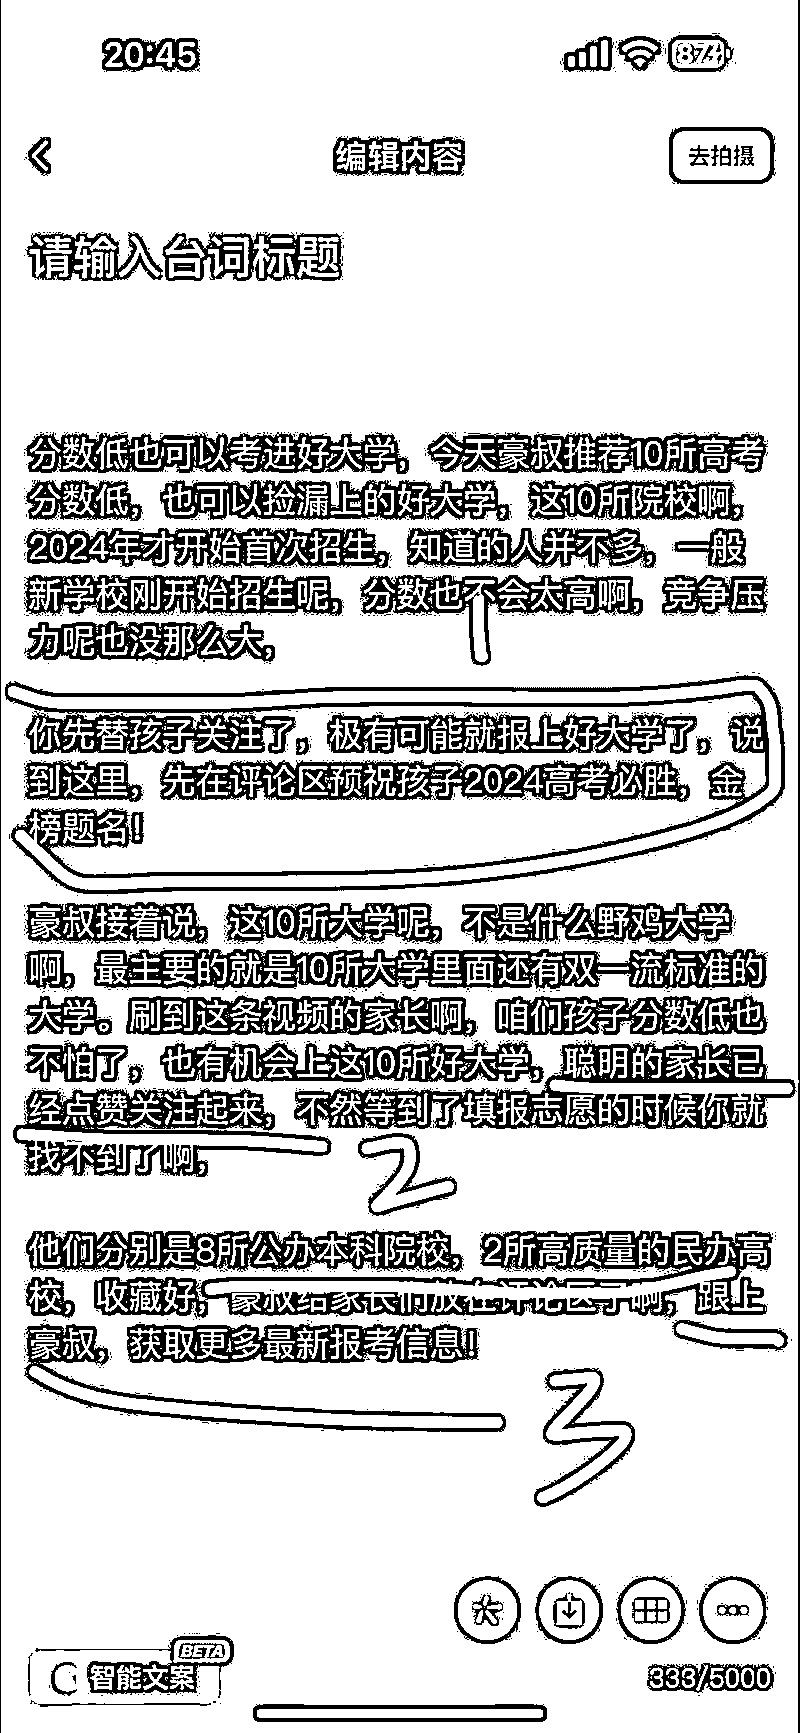 20:45
87
编辑内容
去拍摄
请输入台词标题
分数低也可以考进好大学，今天豪叔推荐10所高考
分数低，也可以捡漏上的好大学，这10所院校啊，
2024年才开始首次招生，知道的人并不多，一般
新学校刚开始招生呢，分数也不会太高啊，竞争压
力呢也没那么大，
1
你先替孩子关注了，极有可能就报上好大学了，说
到这里，先在评论区预祝孩子2024高考必胜，金
榜题名！
豪叔接着说，这10所大学呢，不是什么野鸡大学
啊，最主要的就是10所大学里面还有双一流标准的
大学。刷到这条视频的家长啊，咱们孩子分数低也
不怕了，也有机会上这10所好大学，聪明的家长已
经点赞关注起来，不然等到了填报志愿的时候你就
找不到了啊，
2
他们分别是8所公办本科院校，2所高质量的民办高
校，收藏好，豪叔给家长们放在评论区了啊，跟上
豪叔，获取更多最新报考信息！
3
BETA
智能文案
333/5000